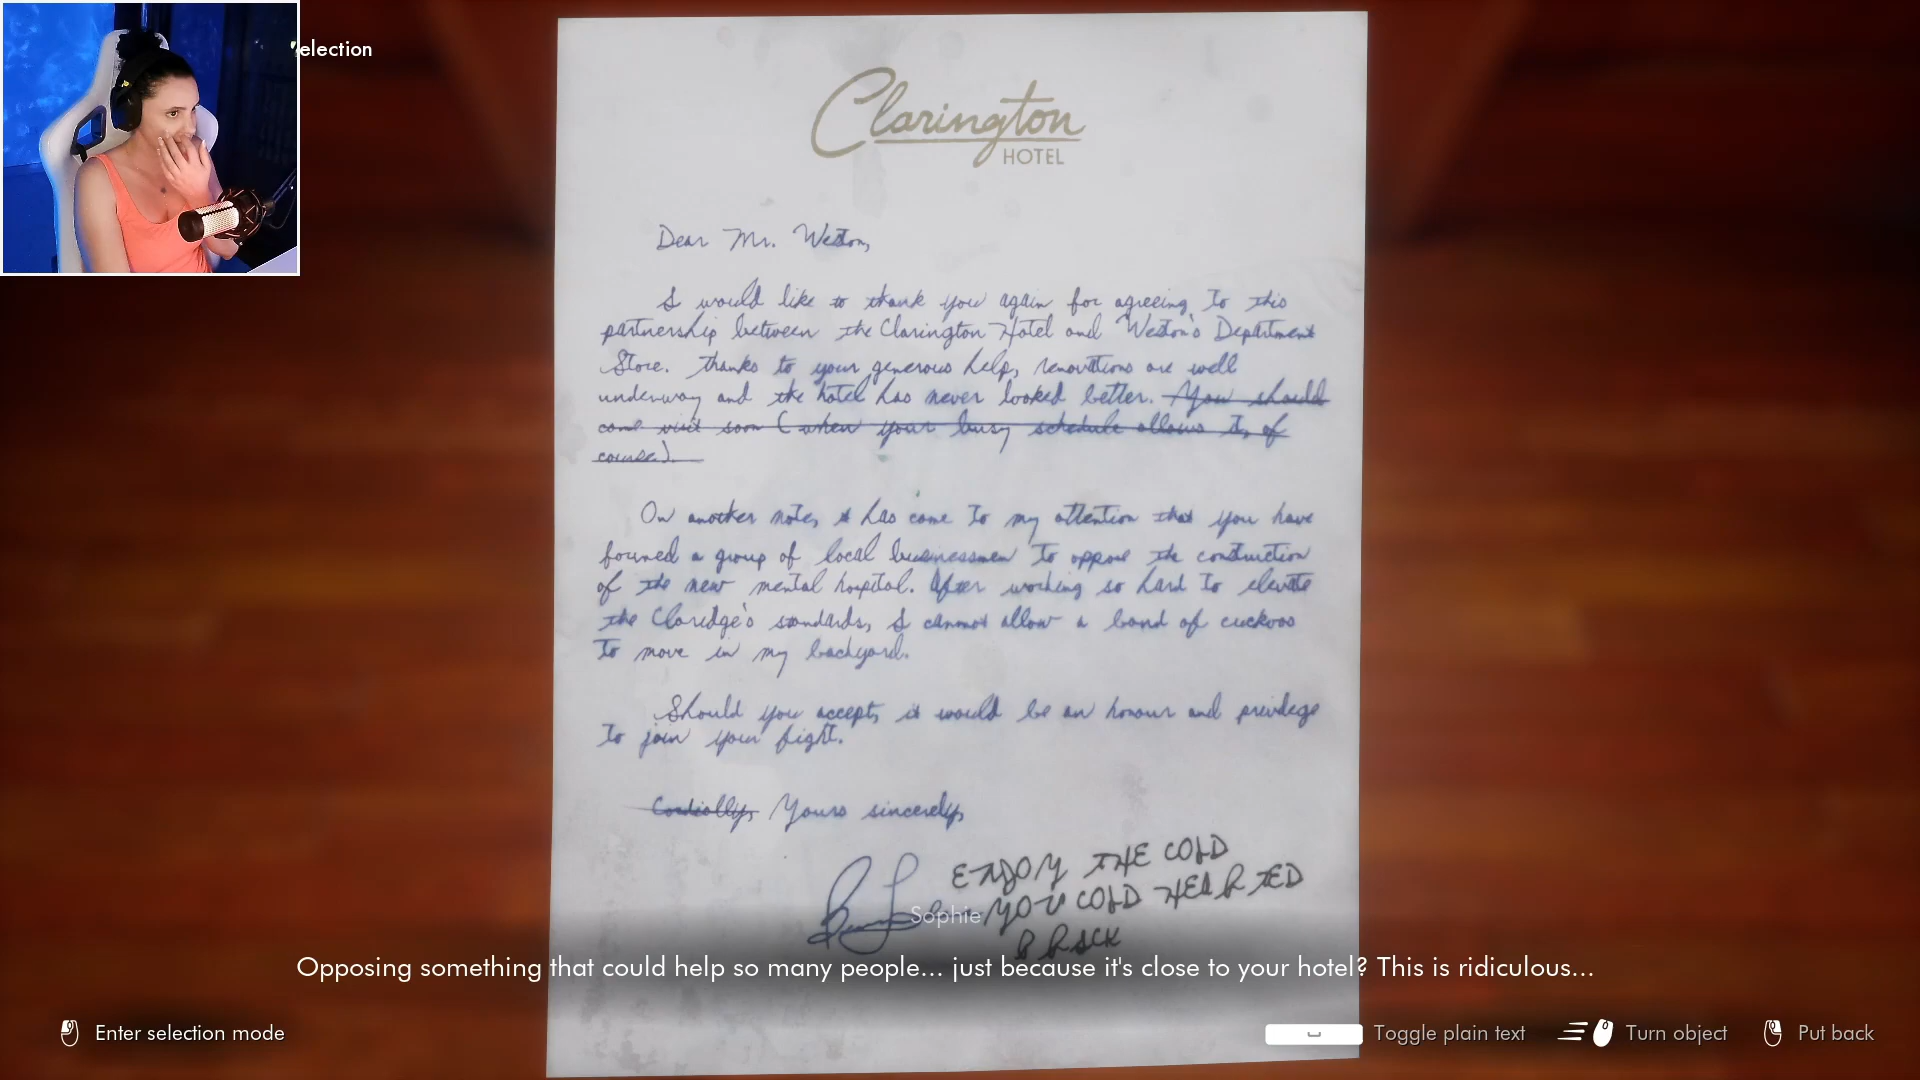 election
Clarington
HOTEL
Dear Mr. Weston,
I would like to thank you again for agreeing to this
partnership between the Clarington Hotel and Weston's Department
Store. Thanks to your generous help, renovations are well
underway and the hotel has never looked better. You should
come visit soon (when your busy schedule allows it, of
course).
On another note, it has come to my attention that you have
formed a group of local businessmen to oppose the construction
of the new mental hospital. After working so hard to elevate
the Claridge's standards, I cannot allow a band of cuckoos
to move in my backyard.
Should you accept, it would be an honour and privilege
to join your fight.
Cordially, Yours sincerely,
ENJOY THE COLD
YOU COLD HEARTED
Sophie
Opposing something that could help so many people... just because it's close to your hotel? This is ridiculous...
Enter selection mode
Toggle plain text
Turn object
Put back